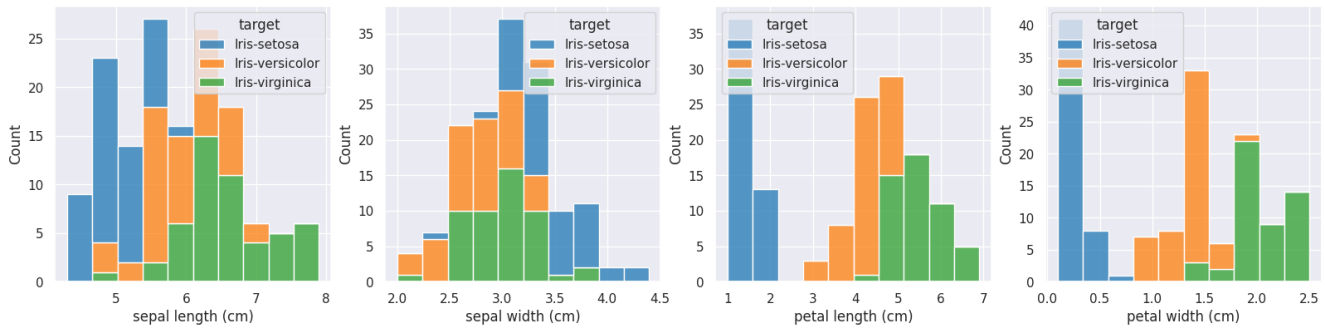 target
Iris-setosa
Iris-versicolor
Iris-virginica
Count
25
20
15
10
5
0
5
6
7
8
sepal length (cm)
target
Iris-setosa
Iris-versicolor
Iris-virginica
Count
35
30
25
20
15
10
5
0
2.0
2.5
3.0
3.5
4.0
4.5
sepal width (cm)
target
Iris-setosa
Iris-versicolor
Iris-virginica
Count
35
30
25
20
15
10
5
0
1
2
3
4
5
6
7
petal length (cm)
target
Iris-setosa
Iris-versicolor
Iris-virginica
Count
40
35
30
25
20
15
10
5
0
0.0
0.5
1.0
1.5
2.0
2.5
petal width (cm)